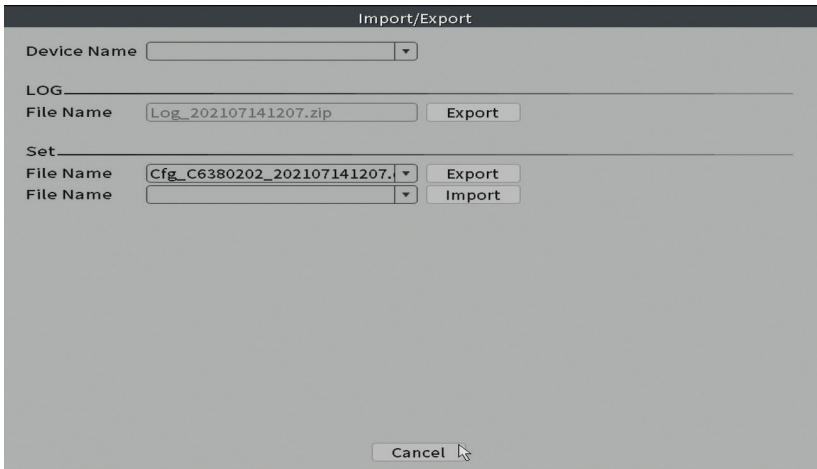 Import/Export
Device Name
LOG
File Name Log_202107141207.zip Export
Set
File Name Cfg_C6380202_202107141207. Export
File Name Import
Cancel